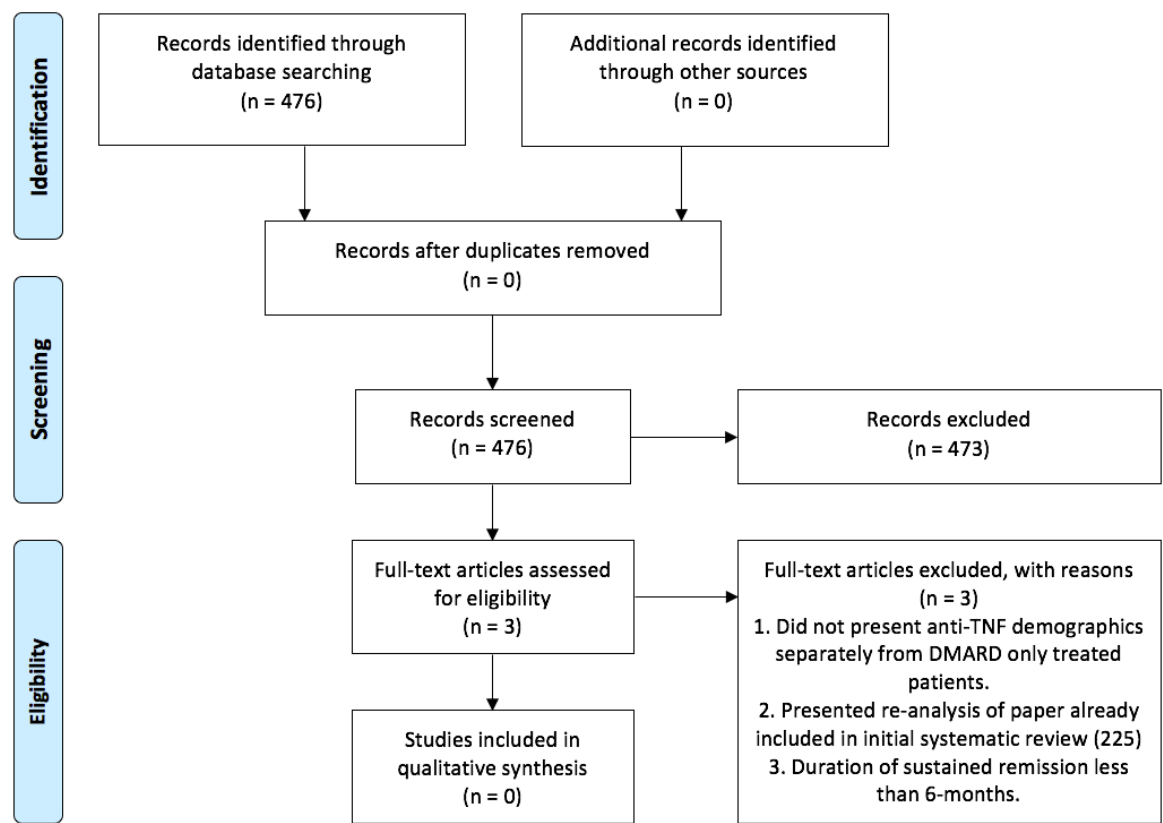 Identification
Records identified through
database searching
(n = 476)
Additional records identified
through other sources
(n = 0)
Records after duplicates removed
(n = 0)
Screening
Records screened
(n = 476)
Records excluded
(n = 473)
Eligibility
Full-text articles assessed
for eligibility
(n = 3)
Full-text articles excluded, with reasons
(n = 3)
1. Did not present anti-TNF demographics
separately from DMARD only treated
patients.
2. Presented re-analysis of paper already
included in initial systematic review (225)
3. Duration of sustained remission less
than 6-months.
Studies included in
qualitative synthesis
(n = 0)